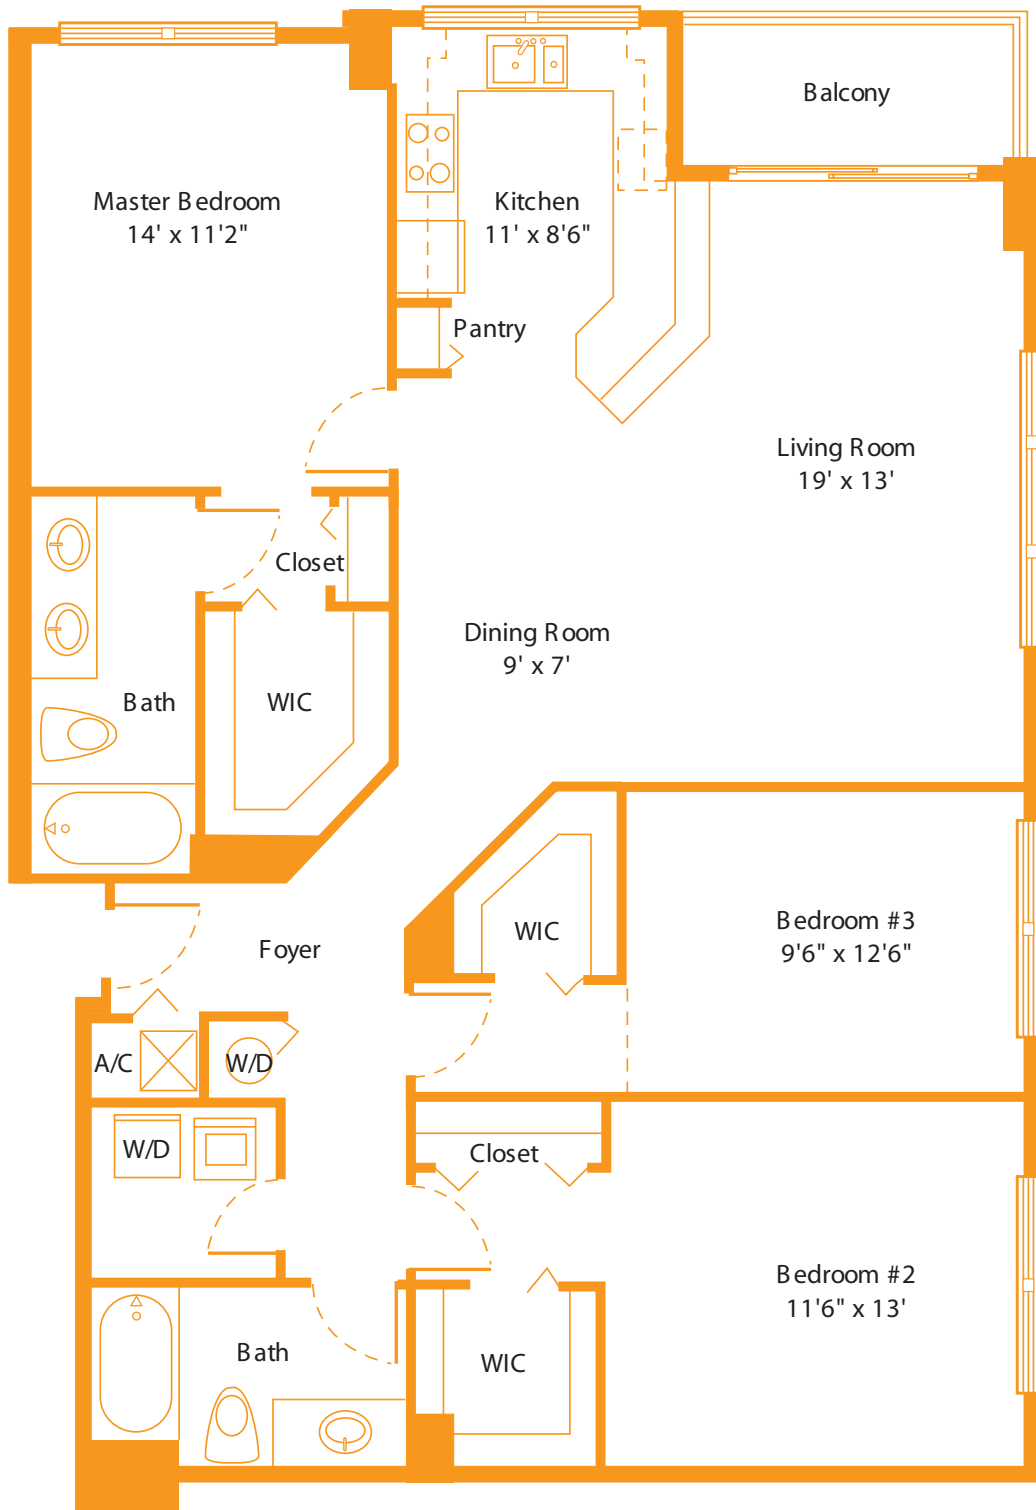 Balcony
Master Bedroom
14' x 11'2"
Kitchen
11' x 8'6"
Pantry
Living Room
19' x 13'
Closet
Dining Room
9' x 7'
Bath
WIC
Bedroom #3
9'6" x 12'6"
WIC
Foyer
A/C
W/D
W/D
Closet
Bedroom #2
11'6" x 13'
Bath
WIC